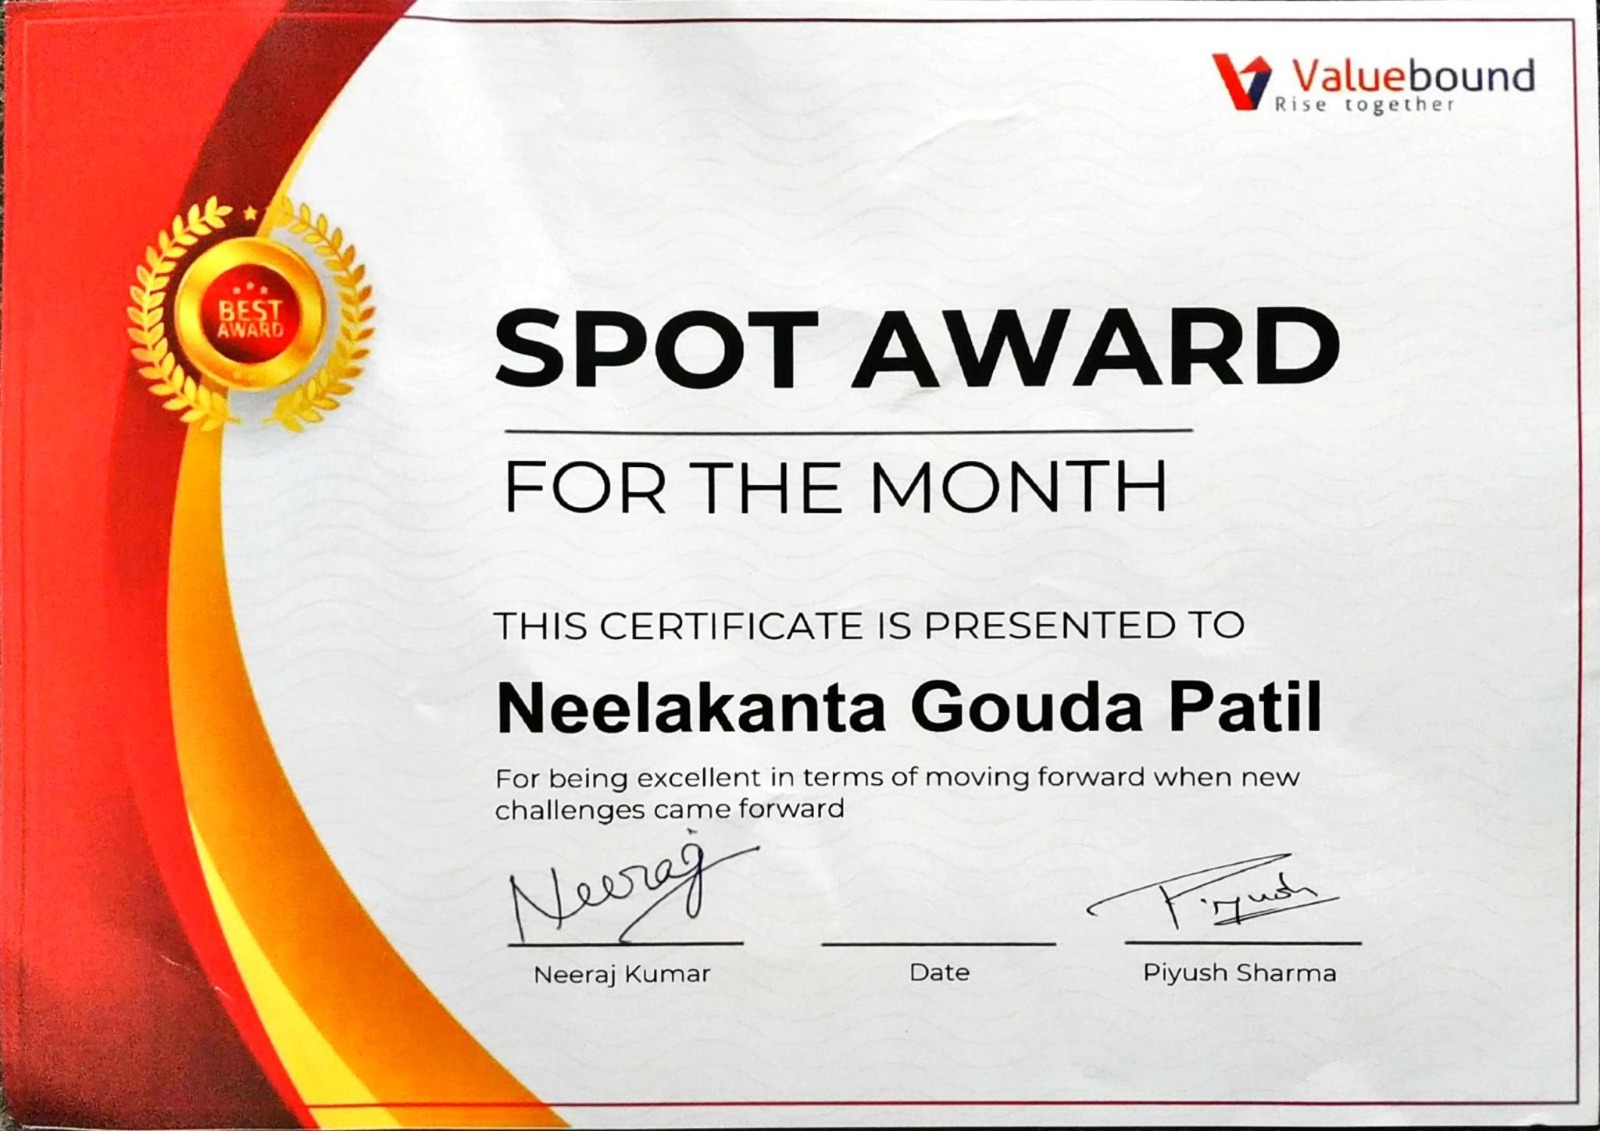 Valuebound
Rise together
BEST
AWARD
SPOT AWARD
FOR THE MONTH
THIS CERTIFICATE IS PRESENTED TO
Neelakanta Gouda Patil
For being excellent in terms of moving forward when new
challenges came forward
Neeraj Piyush
Neeraj Kumar Date Piyush Sharma